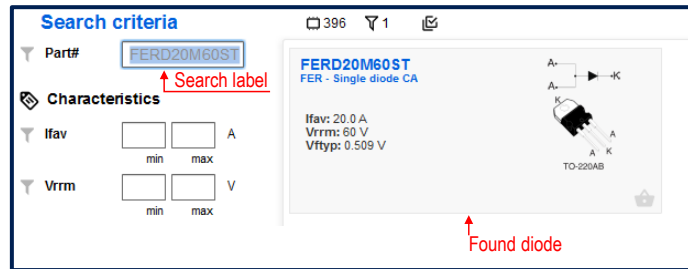 Search criteria
396 1
Part# FERD20M60ST
Search label
Characteristics
Ifav A
min max
Vrrm V
min max
FERD20M60ST
FER - Single diode CA
Ifav: 20.0 A
Vrrm: 60 V
Vftyp: 0.509 V
A
K
A
K
A
A K
TO-220AB
Found diode